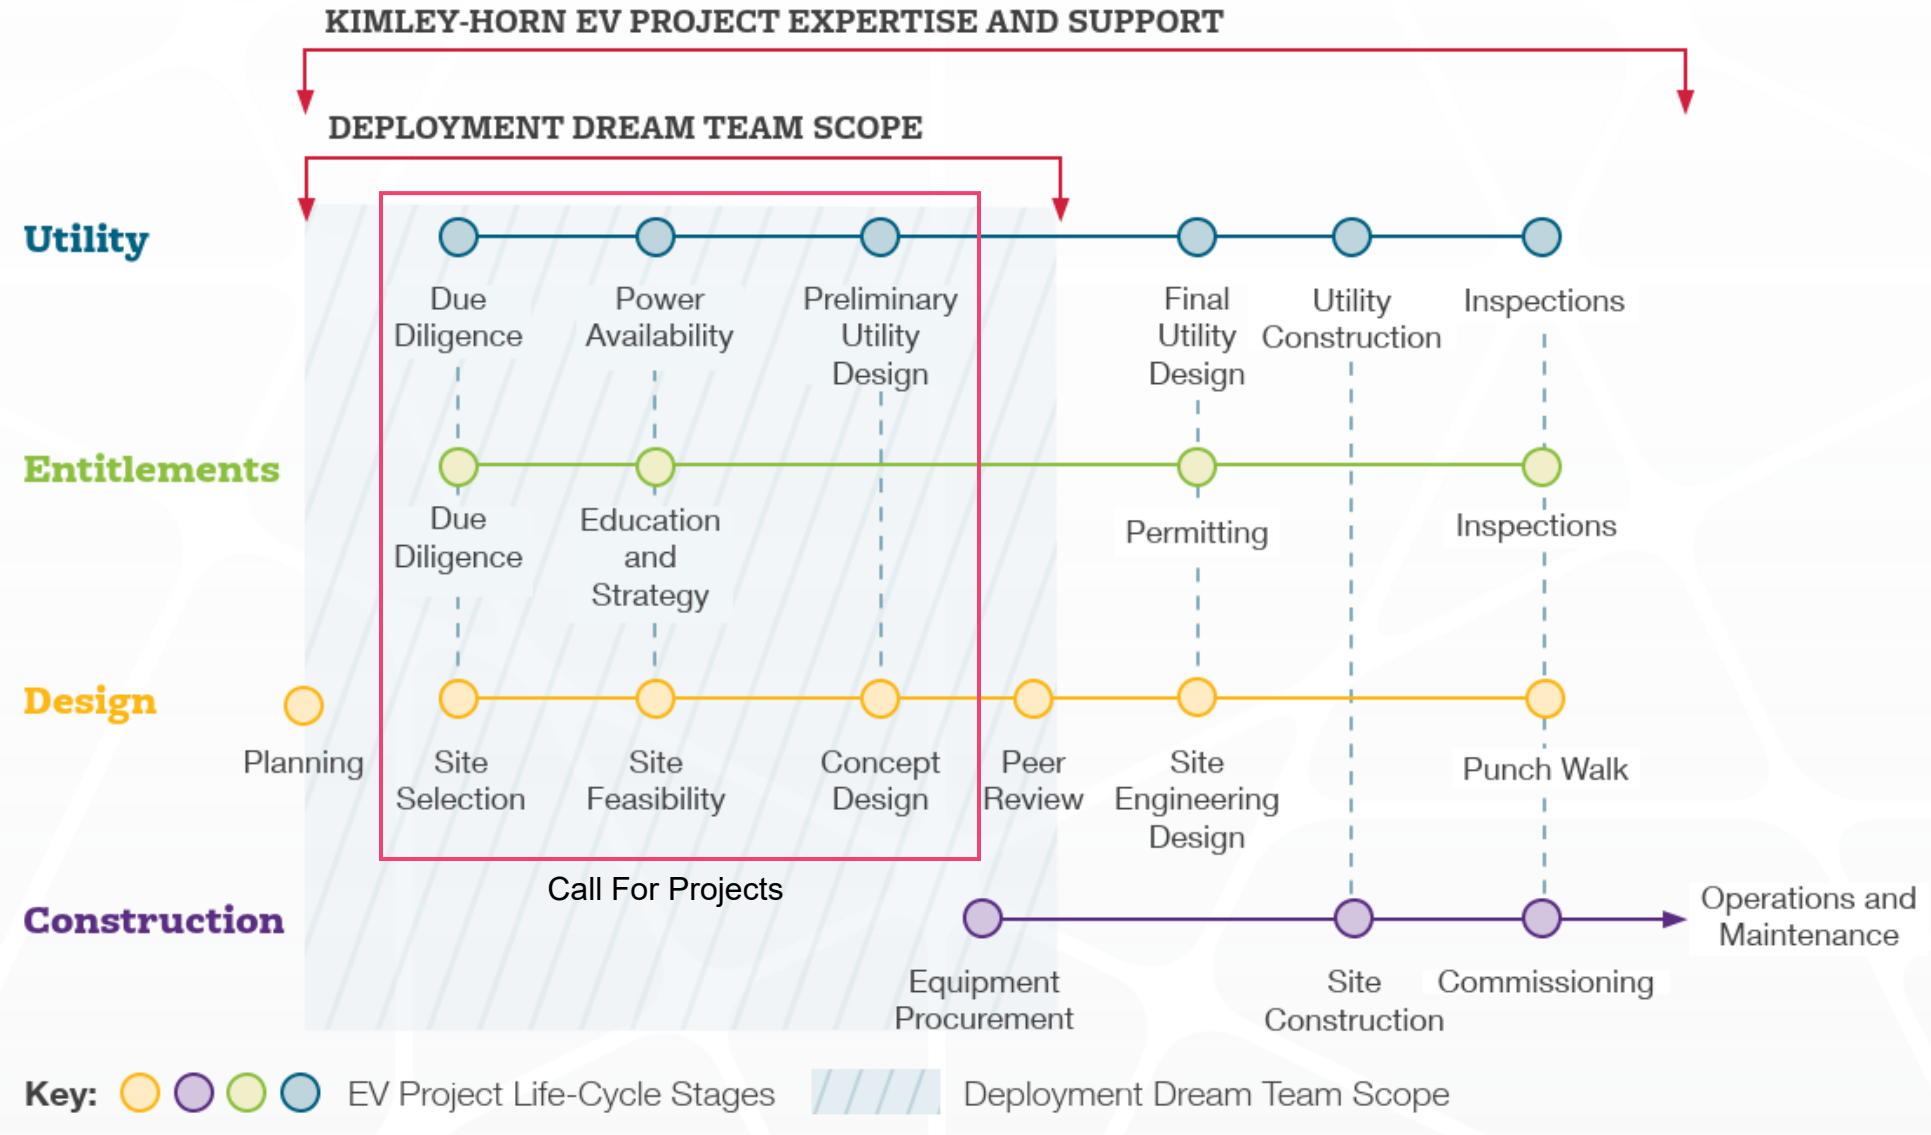 KIMLEY-HORN EV PROJECT EXPERTISE AND SUPPORT
DEPLOYMENT DREAM TEAM SCOPE
Utility
Due
Diligence
Power
Availability
Preliminary
Utility
Design
Final
Utility
Design
Utility
Construction
Inspections
Entitlements
Due
Diligence
Education
and
Strategy
Permitting
Inspections
Design
Planning
Site
Selection
Site
Feasibility
Concept
Design
Peer
Review
Site
Engineering
Design
Punch Walk
Call For Projects
Construction
Equipment
Procurement
Site
Construction
Commissioning
Operations and
Maintenance
Key:
EV Project Life-Cycle Stages
Deployment Dream Team Scope